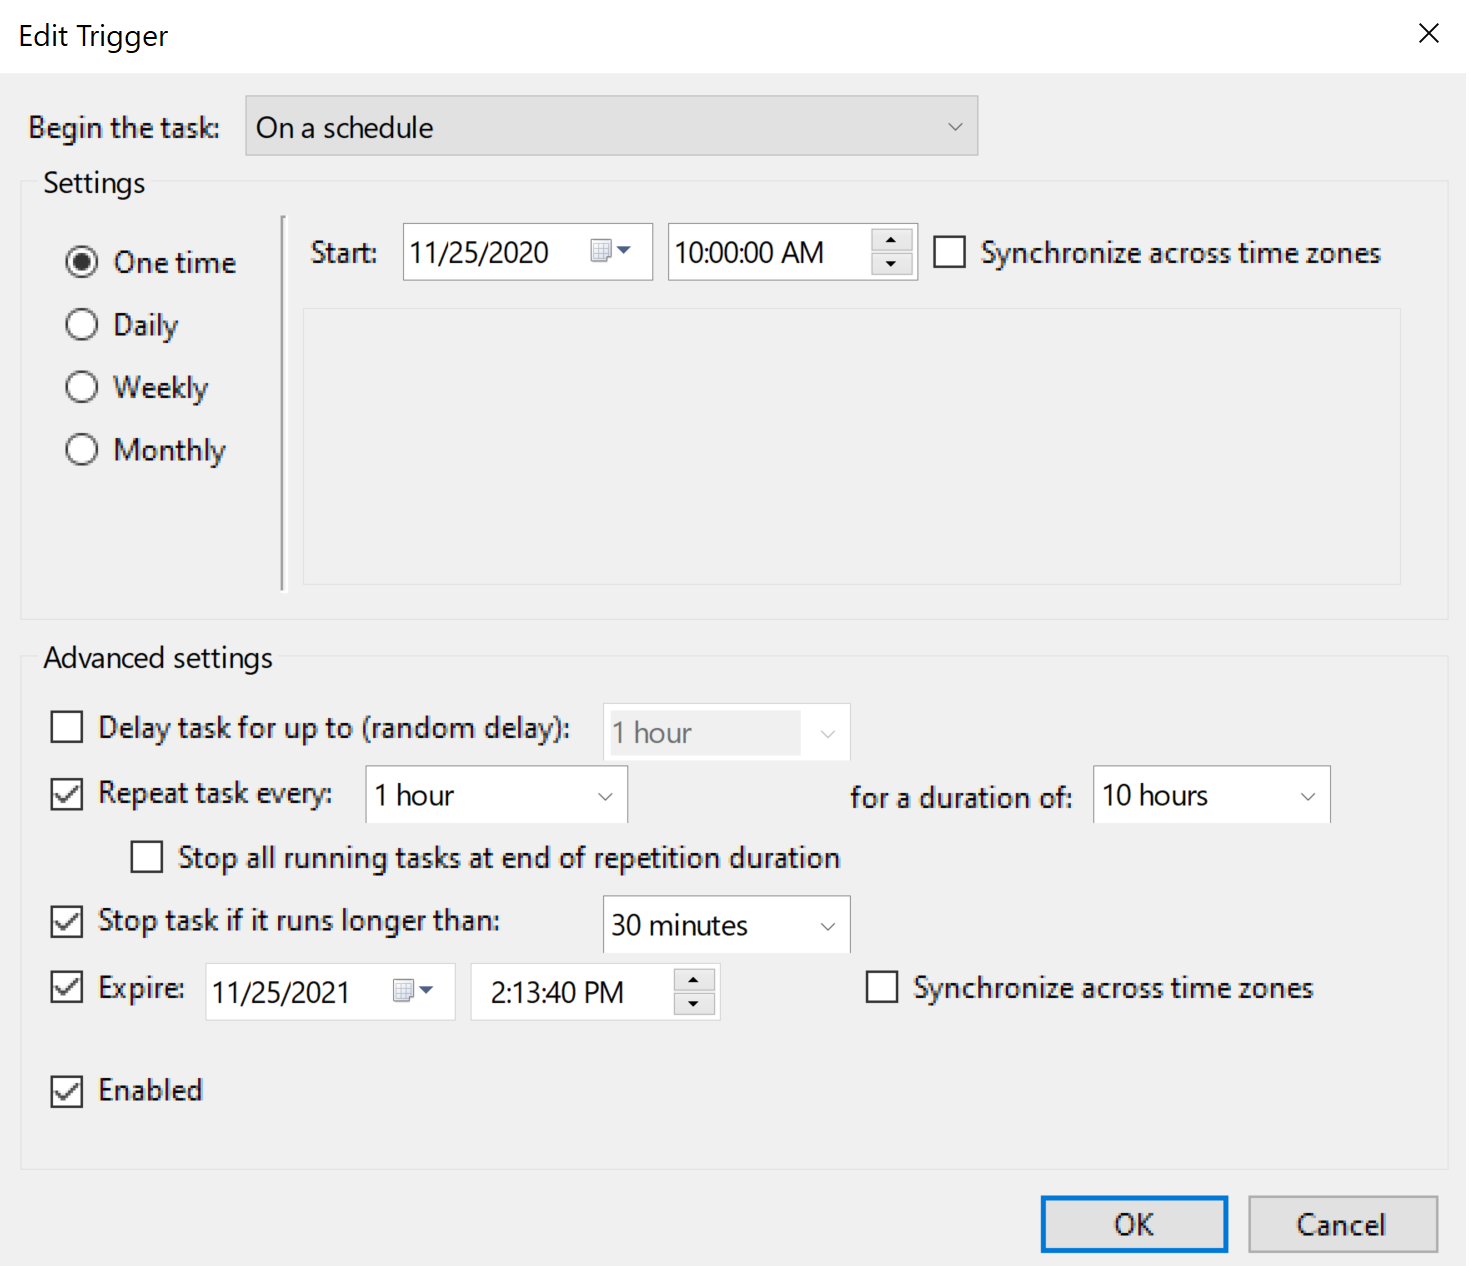 Edit Trigger
Begin the task: On a schedule
Settings
One time
Start: 11/25/2020 10:00:00 AM Synchronize across time zones
Daily
Weekly
Monthly
Advanced settings
Delay task for up to (random delay): 1 hour
Repeat task every: 1 hour for a duration of: 10 hours
Stop all running tasks at end of repetition duration
Stop task if it runs longer than: 30 minutes
Expire: 11/25/2021 2:13:40 PM Synchronize across time zones
Enabled
OK Cancel